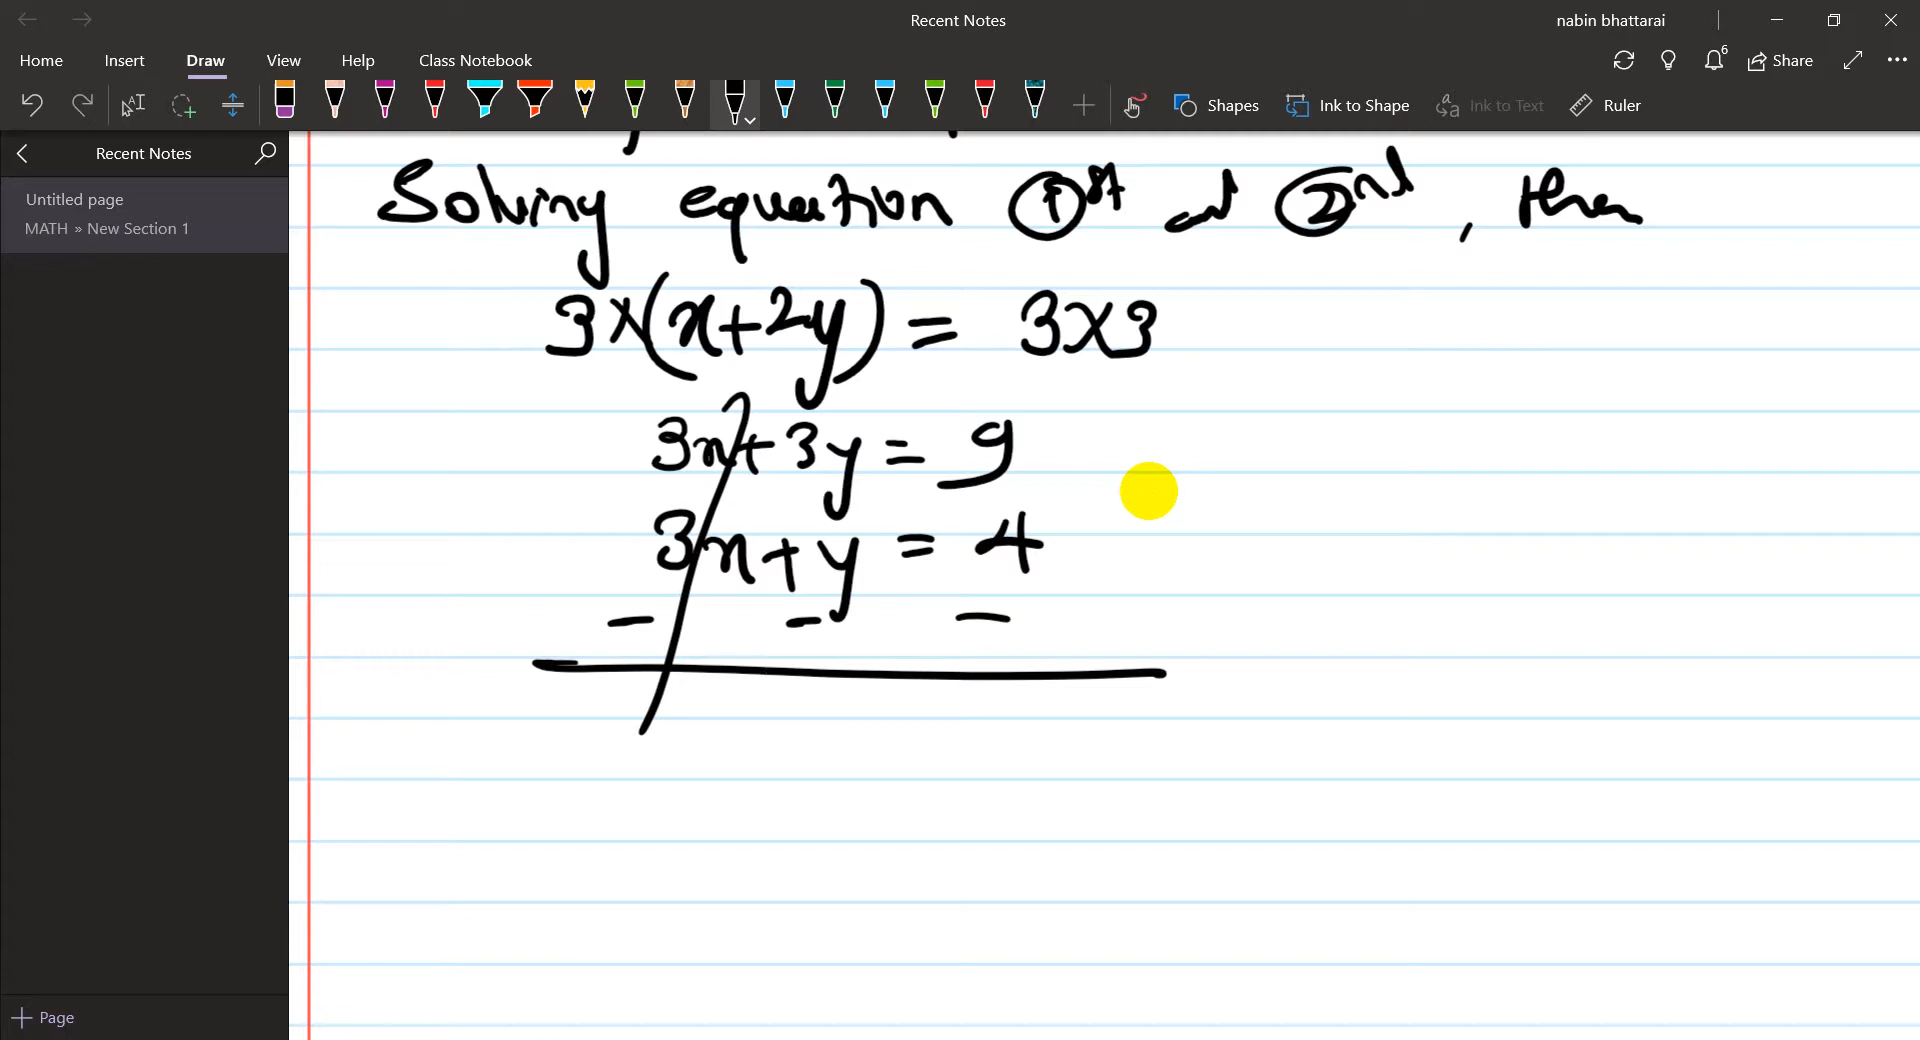 Recent Notes
nabin bhattarai
Home Insert Draw View Help Class Notebook
6
Share
Shapes Ink to Shape Ink to Text Ruler
Recent Notes
Untitled page
MATH » New Section 1
Page
Solving equation 1st and 2nd, then
3×(x+2y) = 3×3
3x+3y = 9
3x+y = 4
- - -